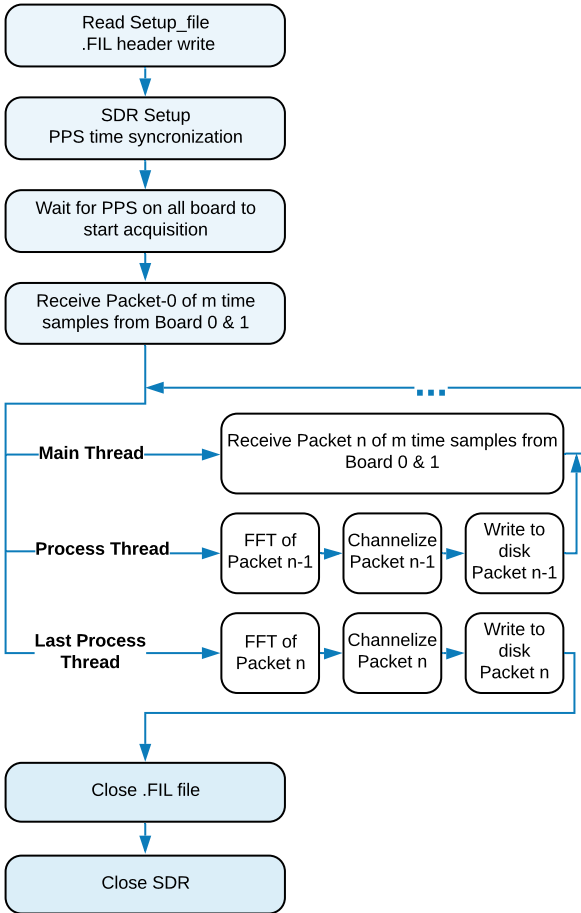 Read Setup_file
.FIL header write
SDR Setup
PPS time syncronization
Wait for PPS on all board to
start acquisition
Receive Packet-0 of m time
samples from Board 0 & 1
...
Main Thread
Receive Packet n of m time samples from
Board 0 & 1
Process Thread
FFT of
Packet n-1
Channelize
Packet n-1
Write to
disk
Packet n-1
Last Process
Thread
FFT of
Packet n
Channelize
Packet n
Write to
disk
Packet n
Close .FIL file
Close SDR